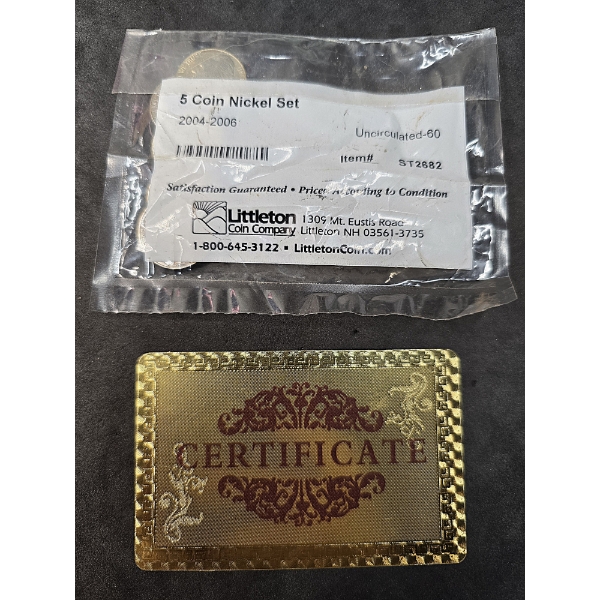 5 Coin Nickel Set
2004-2006
Uncirculated-60
Item# ST2682
Satisfaction Guaranteed • Prices According to Condition
Littleton
Coin Company
1309 Mt. Eustis Road
Littleton NH 03561-3735
1-800-645-3122 • LittletonCoin.com
CERTIFICATE